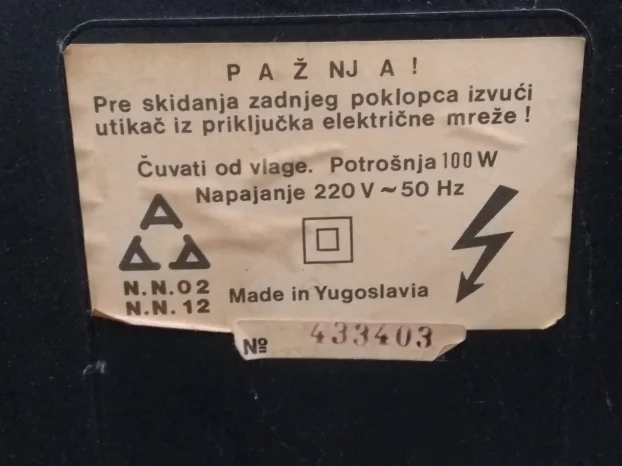 PAŽNJA!
Pre skidanja zadnjeg poklopca izvući
utikač iz priključka električne mreže!
Čuvati od vlage. Potrošnja 100 W
Napajanje 220 V ~ 50 Hz
N.N.02
N.N.12
Made in Yugoslavia
№ 433403